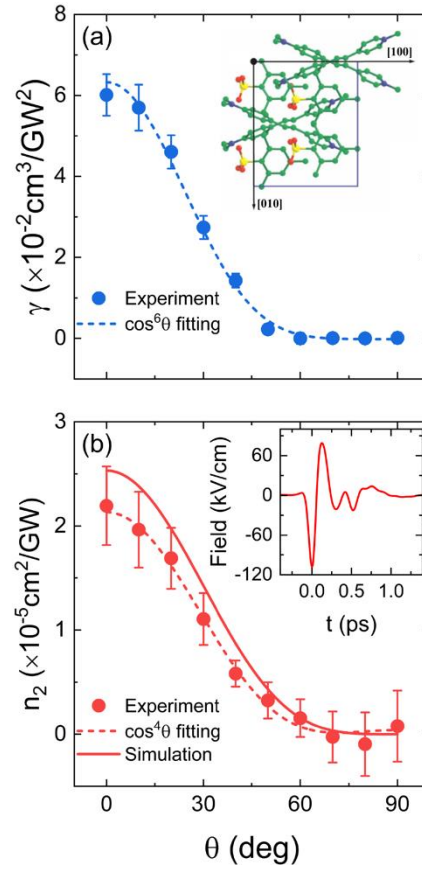 (a)
γ (×10-2cm3/GW2)
6
4
2
0
[100]
[010]
Experiment
cos6θ fitting
(b)
n2 (×10-5cm2/GW)
3
2
1
0
Field (kV/cm)
60
0
-60
-120
0.0 0.5 1.0
t (ps)
Experiment
cos4θ fitting
Simulation
0 30 60 90
θ (deg)